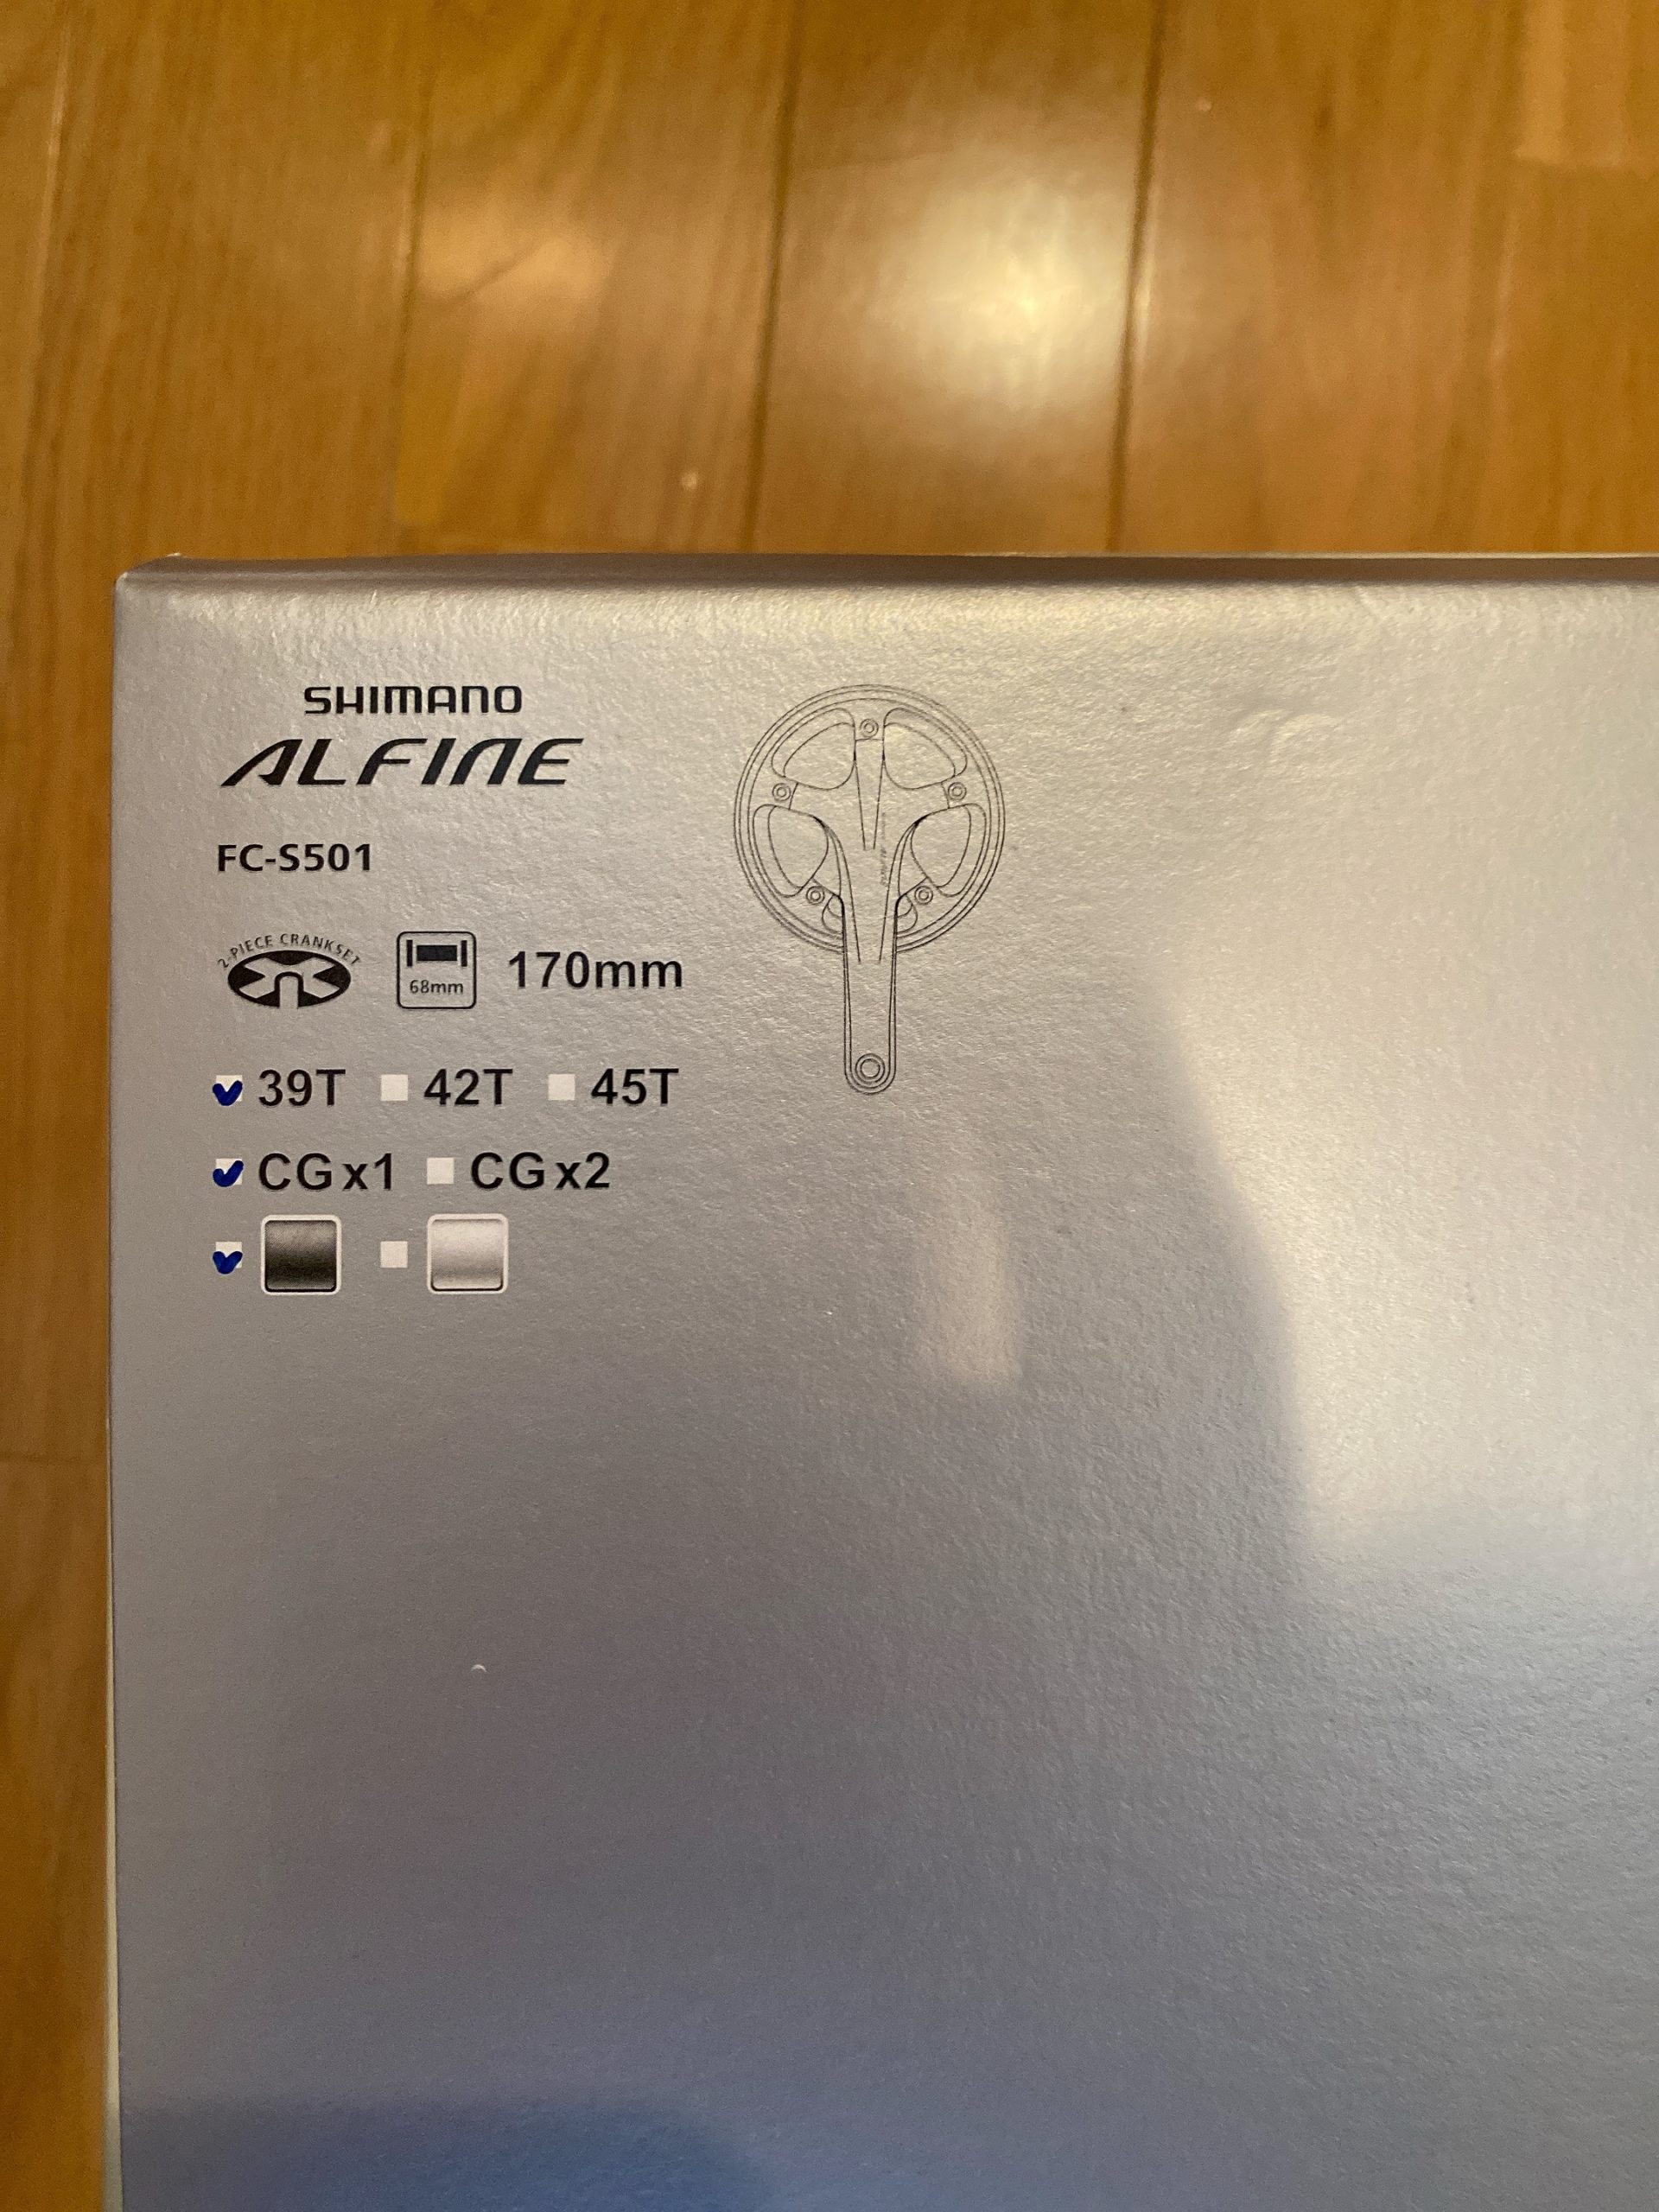 SHIMANO
ALFINE
FC-S501
2-PIECE CRANKSET
68mm
170mm
39T 42T 45T
CG x1 CG x2